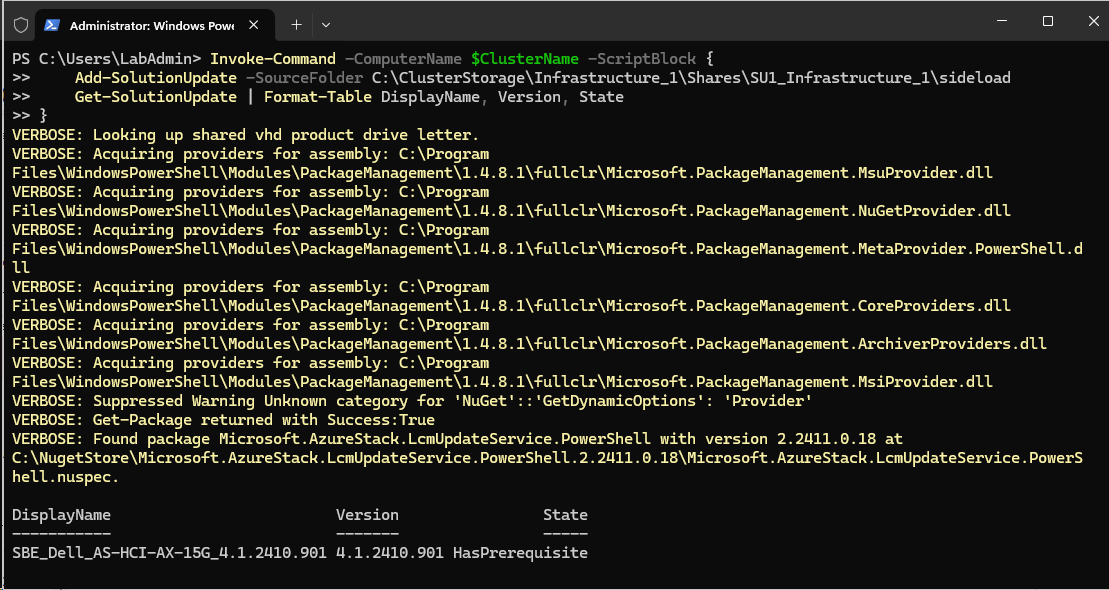 Administrator: Windows Powe
PS C:\Users\LabAdmin> Invoke-Command -ComputerName $ClusterName -ScriptBlock {
>>     Add-SolutionUpdate -SourceFolder C:\ClusterStorage\Infrastructure_1\Shares\SU1_Infrastructure_1\sideload
>>     Get-SolutionUpdate | Format-Table DisplayName, Version, State
>> }
VERBOSE: Looking up shared vhd product drive letter.
VERBOSE: Acquiring providers for assembly: C:\Program
Files\WindowsPowerShell\Modules\PackageManagement\1.4.8.1\fullclr\Microsoft.PackageManagement.MsuProvider.dll
VERBOSE: Acquiring providers for assembly: C:\Program
Files\WindowsPowerShell\Modules\PackageManagement\1.4.8.1\fullclr\Microsoft.PackageManagement.NuGetProvider.dll
VERBOSE: Acquiring providers for assembly: C:\Program
Files\WindowsPowerShell\Modules\PackageManagement\1.4.8.1\fullclr\Microsoft.PackageManagement.MetaProvider.PowerShell.d
ll
VERBOSE: Acquiring providers for assembly: C:\Program
Files\WindowsPowerShell\Modules\PackageManagement\1.4.8.1\fullclr\Microsoft.PackageManagement.CoreProviders.dll
VERBOSE: Acquiring providers for assembly: C:\Program
Files\WindowsPowerShell\Modules\PackageManagement\1.4.8.1\fullclr\Microsoft.PackageManagement.ArchiverProviders.dll
VERBOSE: Acquiring providers for assembly: C:\Program
Files\WindowsPowerShell\Modules\PackageManagement\1.4.8.1\fullclr\Microsoft.PackageManagement.MsiProvider.dll
VERBOSE: Suppressed Warning Unknown category for 'NuGet'::'GetDynamicOptions': 'Provider'
VERBOSE: Get-Package returned with Success:True
VERBOSE: Found package Microsoft.AzureStack.LcmUpdateService.PowerShell with version 2.2411.0.18 at
C:\NugetStore\Microsoft.AzureStack.LcmUpdateService.PowerShell.2.2411.0.18\Microsoft.AzureStack.LcmUpdateService.PowerS
hell.nuspec.
DisplayName                         Version                State
-----------                         -------                -----
SBE_Dell_AS-HCI-AX-15G_4.1.2410.901 4.1.2410.901 HasPrerequisite